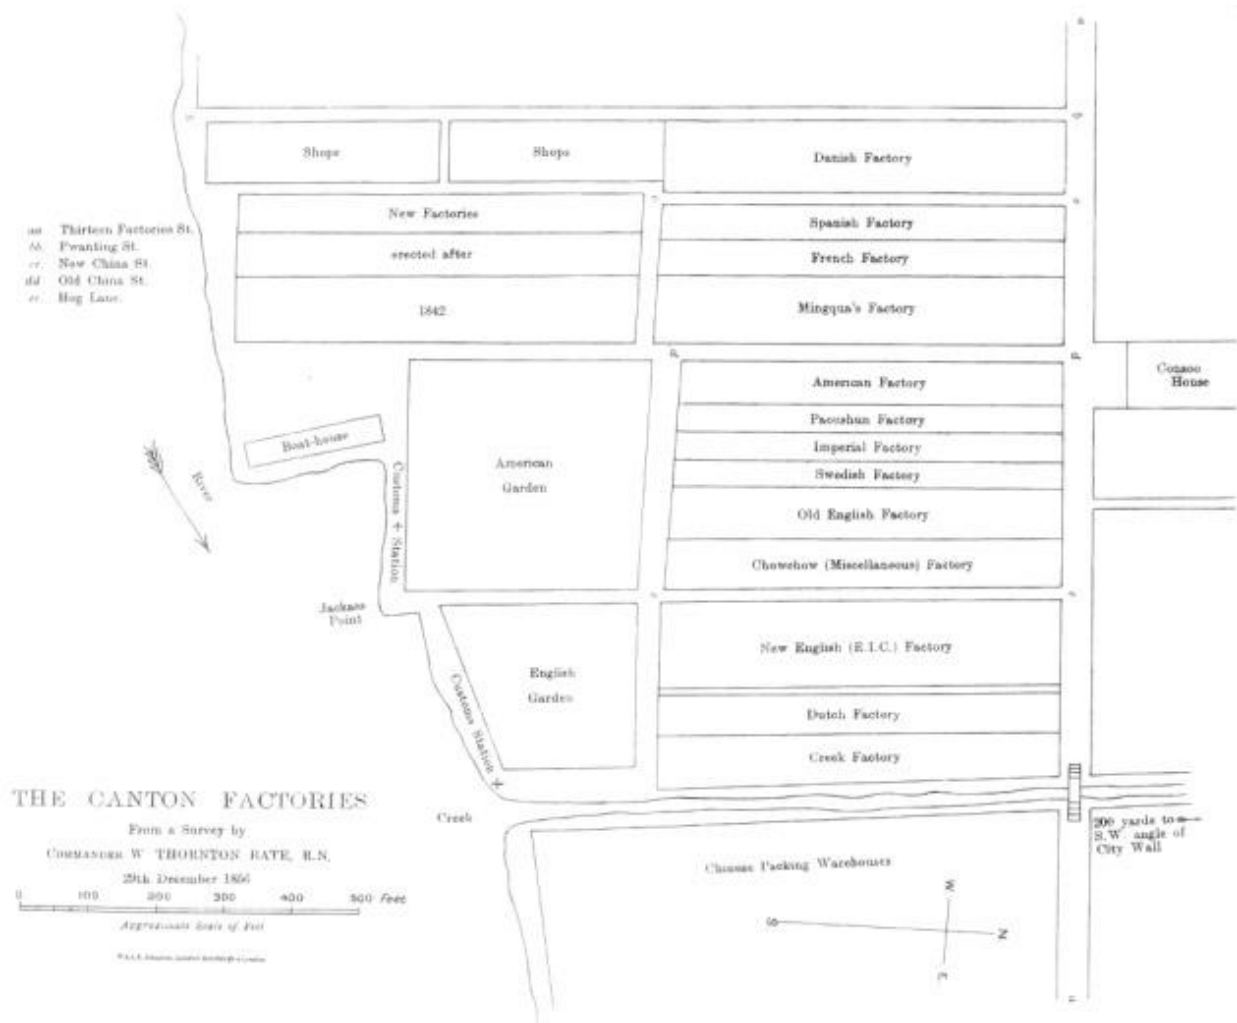 a
b
b
Shops
Shops
Danish Factory
New Factories
c
c
Spanish Factory
aa Thirteen Factories St.
bb. Pwanting St.
cc. New China St.
dd Old China St.
ee. Hog Lane.
erected after
French Factory
1842
Mingqua's Factory
d
d
Consoo
House
American Factory
Paoushun Factory
Boat-house
Imperial Factory
American
Garden
Swedish Factory
River
Customs + Station
Old English Factory
Chowchow (Miscellaneous) Factory
e
e
Jackass
Point
New English (E.I.C.) Factory
English
Garden
Customs Station +
Dutch Factory
Creek Factory
THE CANTON FACTORIES
From a Survey by
COMMANDER W THORNTON BATE, R.N.
29th December 1856
0 100 200 300 400 500 Feet
Approximate Scale of Feet
Creek
200 yards to
S.W. angle of
City Wall
Chinese Packing Warehouses
W
S
N
E
a